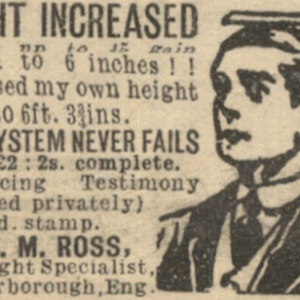 HT INCREASED
to 6 inches!!
sed my own height
to 6ft. 3¾ins.
YSTEM NEVER FAILS
£2 : 2s. complete.
cing Testimony
ed privately)
d. stamp.
. M. ROSS,
ght Specialist,
rborough, Eng.